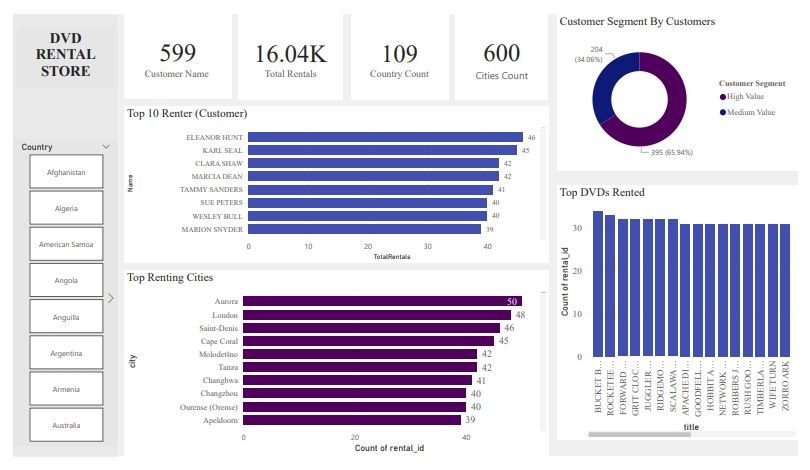 DVD
RENTAL
STORE
599
Customer Name
16.04K
Total Rentals
109
Country Count
600
Cities Count
Country
Afghanistan
Algeria
American Samoa
Angola
Anguilla
Argentina
Armenia
Australia
Top 10 Renter (Customer)
Name
ELEANOR HUNT 46
KARL SEAL 45
CLARA SHAW 42
MARCIA DEAN 42
TAMMY SANDERS 41
SUE PETERS 40
WESLEY BULL 40
MARION SNYDER 39
0 20 40
TotalRentals
Top Renting Cities
city
Aurora 50
London 48
Saint-Denis 46
Cape Coral 45
Molodetšno 42
Tanza 42
Changhwa 41
Changzhou 40
Ourense (Orense) 40
Apeldoorn 39
0 20 40
Count of rental_id
Customer Segment By Customers
204
(34.06%)
395 (65.94%)
Customer Segment
High Value
Medium Value
Top DVDs Rented
Count of rental_id
30
20
10
0
BUCKET B...
ROCKETEE...
FORWARD ...
GRIT CLOC...
JUGGLER ...
RIDGEMO...
SCALAWA...
APACHE DI...
GOODFELL...
HOBBIT A...
NETWORK ...
ROBBERS J...
RUSH GOO...
TIMBERLA...
WIFE TURN
ZORRO ARK
title